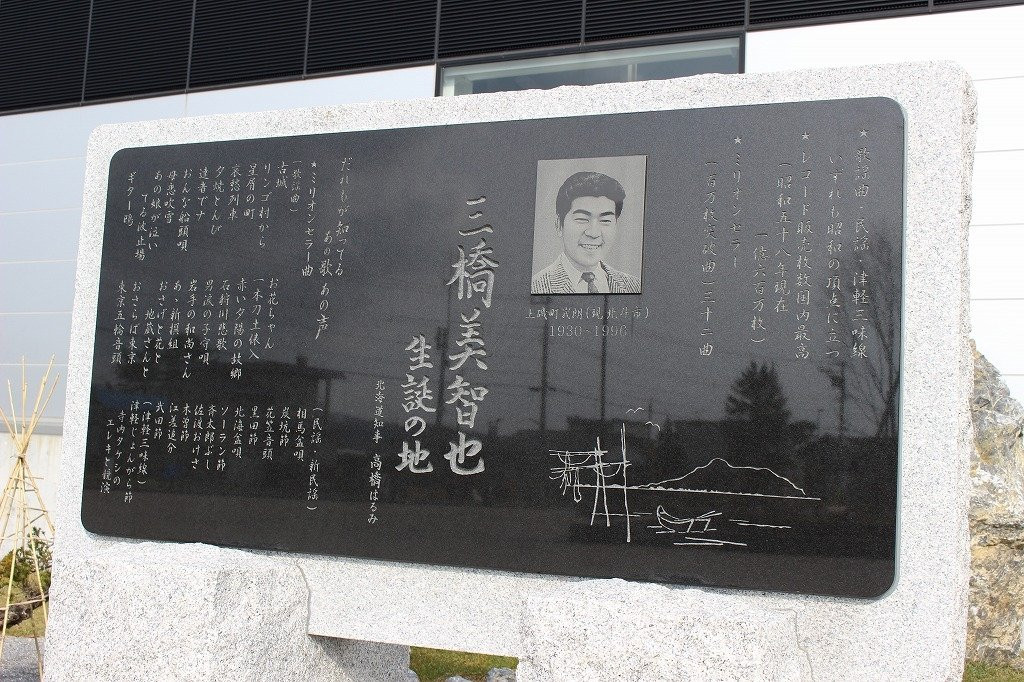 ★歌謡曲・民謡・津軽三味線
いずれも昭和の頂点に立つ
★レコード販売枚数国内最高
(昭和五十八年現在
一億六百万枚)
★ミリオンセラー
(百万枚突破曲)三十二曲
上磯町茂辺地(現 北斗市)
1930-1996
三橋美智也
生誕の地
北海道知事 高橋はるみ
だれもが知ってる
あの歌 あの声
★ミリオンセラー曲
(歌謡曲)
古城
リンゴ村から
星屑の町
哀愁列車
夕焼とんび
達者でナ
おんな船頭唄
母恋吹雪
あの娘が泣い
てる波止場
ギター鴎
お花ちゃん
一本刀土俵入
赤い夕陽の故郷
石狩川悲歌
男涙の子守唄
岩手の和尚さん
あゝ新撰組
おさげと花と
地蔵さんと
おさらば東京
東京五輪音頭
(民謡・新民謡)
相馬盆唄
炭坑節
花笠音頭
黒田節
北海盆唄
ソーラン節
斉太郎ぶし
佐渡おけさ
木曽節
江差追分
武田節
(津軽三味線)
津軽じょんがら節
寺内タケシの
エレキと競演